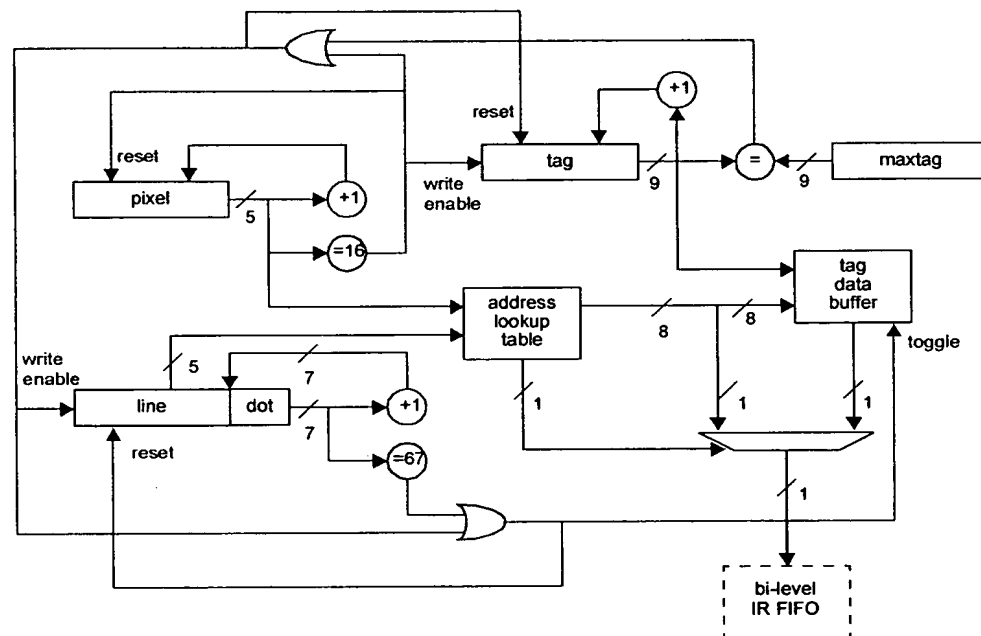 reset
+1
reset
tag
=
maxtag
9
9
write
enable
pixel
5
+1
=16
address
lookup
table
8
8
tag
data
buffer
toggle
write
enable
5
7
line
dot
7
+1
1
1
1
reset
=67
1
bi-level
IR FIFO